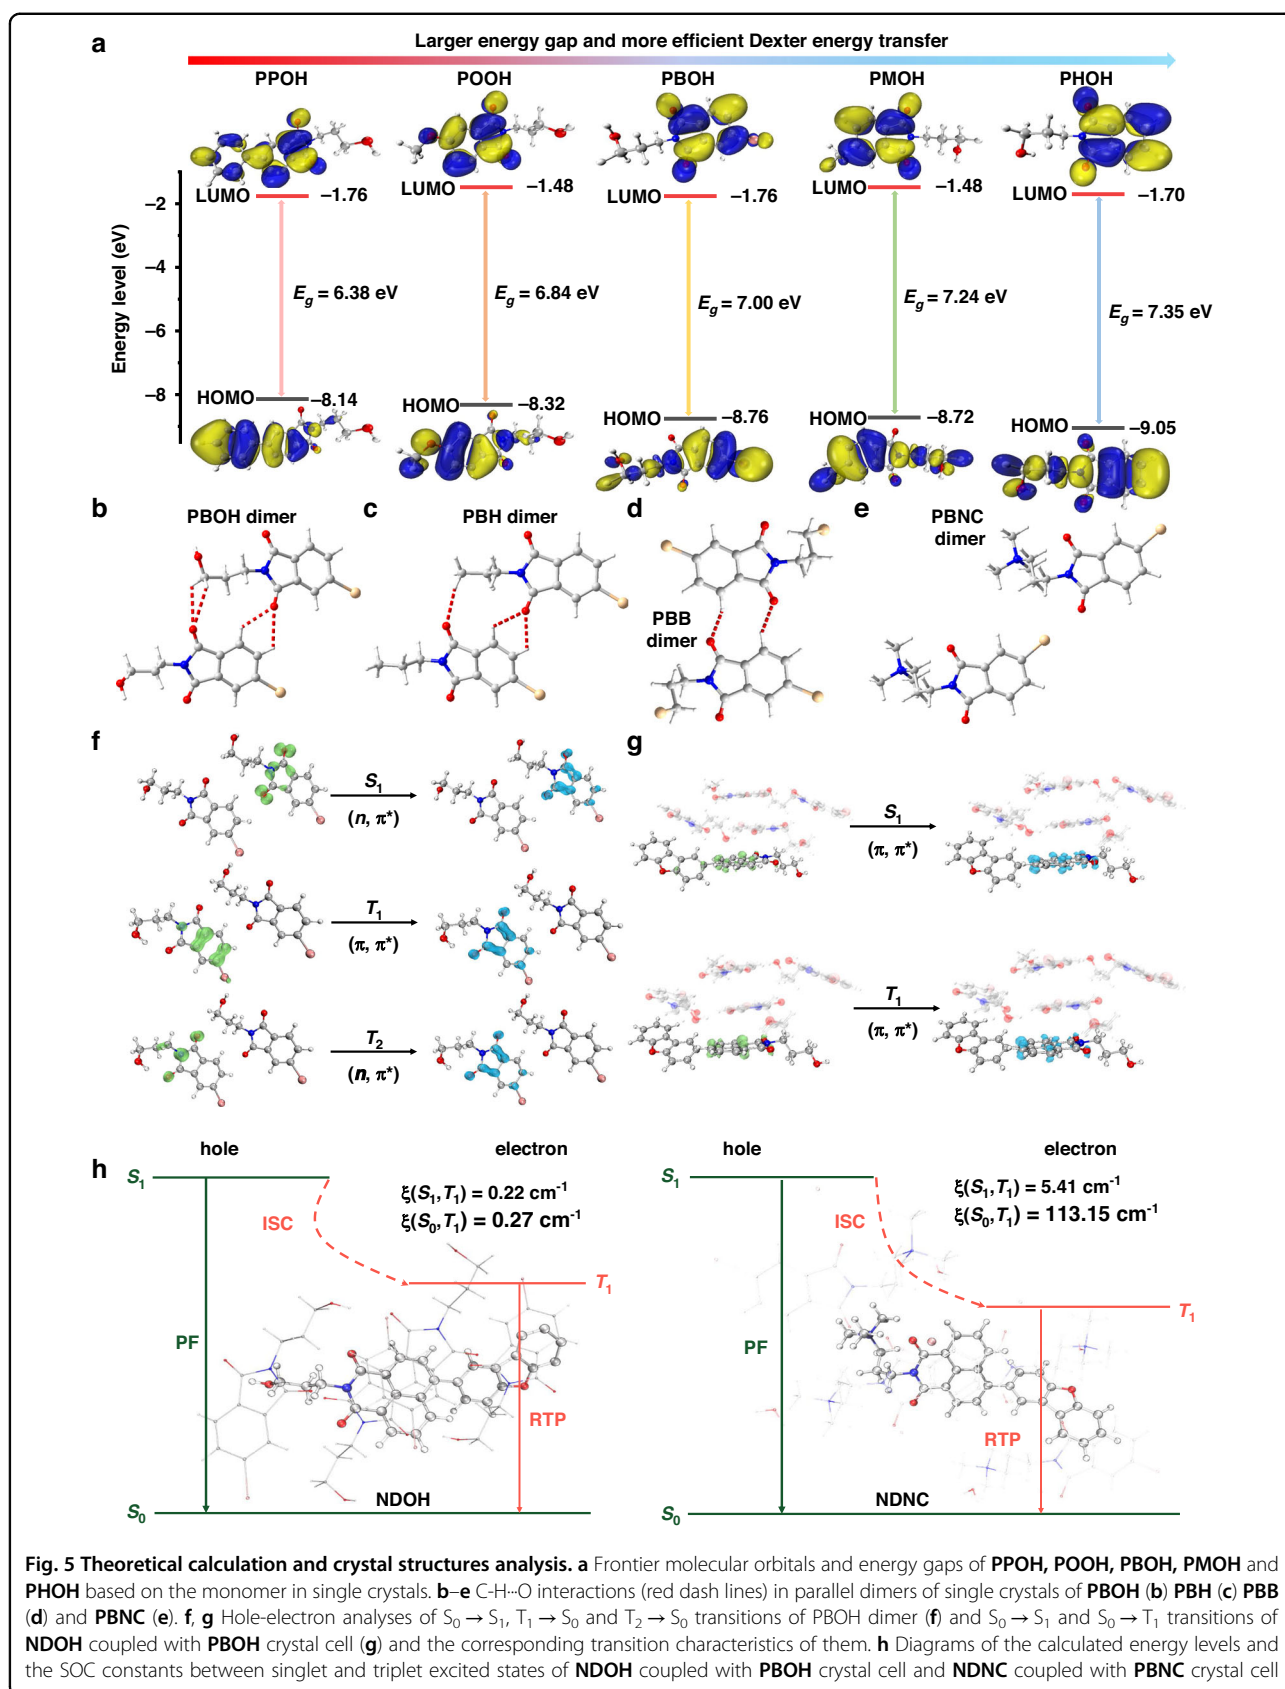 a
Larger energy gap and more efficient Dexter energy transfer
PPOH POOH PBOH PMOH PHOH
Energy level (eV)
−2
−4
−6
−8
LUMO −1.76
LUMO −1.48
LUMO −1.76
LUMO −1.48
LUMO −1.70
Eg = 6.38 eV
Eg = 6.84 eV
Eg = 7.00 eV
Eg = 7.24 eV
Eg = 7.35 eV
HOMO −8.14
HOMO −8.32
HOMO −8.76
HOMO −8.72
HOMO −9.05
b
PBOH dimer
c
PBH dimer
d
PBB
dimer
e
PBNC
dimer
f
S1
(n, π*)
T1
(π, π*)
T2
(n, π*)
hole electron
g
S1
(π, π*)
T1
(π, π*)
hole electron
h
S1
ξ(S1,T1) = 0.22 cm-1
ξ(S0,T1) = 0.27 cm-1
ISC
T1
PF
RTP
NDOH
S0
S1
ξ(S1,T1) = 5.41 cm-1
ξ(S0,T1) = 113.15 cm-1
ISC
T1
PF
RTP
NDNC
S0
Fig. 5 Theoretical calculation and crystal structures analysis. a Frontier molecular orbitals and energy gaps of PPOH, POOH, PBOH, PMOH and
PHOH based on the monomer in single crystals. b–e C-H···O interactions (red dash lines) in parallel dimers of single crystals of PBOH (b) PBH (c) PBB
(d) and PBNC (e). f, g Hole-electron analyses of S0 → S1, T1 → S0 and T2 → S0 transitions of PBOH dimer (f) and S0 → S1 and S0 → T1 transitions of
NDOH coupled with PBOH crystal cell (g) and the corresponding transition characteristics of them. h Diagrams of the calculated energy levels and
the SOC constants between singlet and triplet excited states of NDOH coupled with PBOH crystal cell and NDNC coupled with PBNC crystal cell